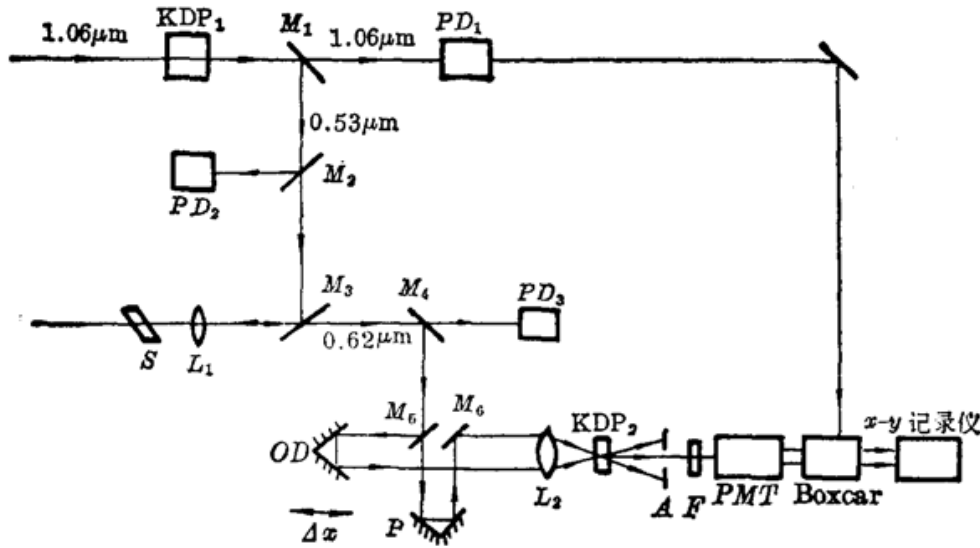 1.06μm
KDP₁
M₁
1.06μm
PD₁
0.53μm
M₂
PD₂
M₃
M₄
PD₃
0.62μm
S
L₁
M₅
M₆
KDP₂
x-y 记录仪
OD
L₂
A
F
PMT
Boxcar
Δx
P